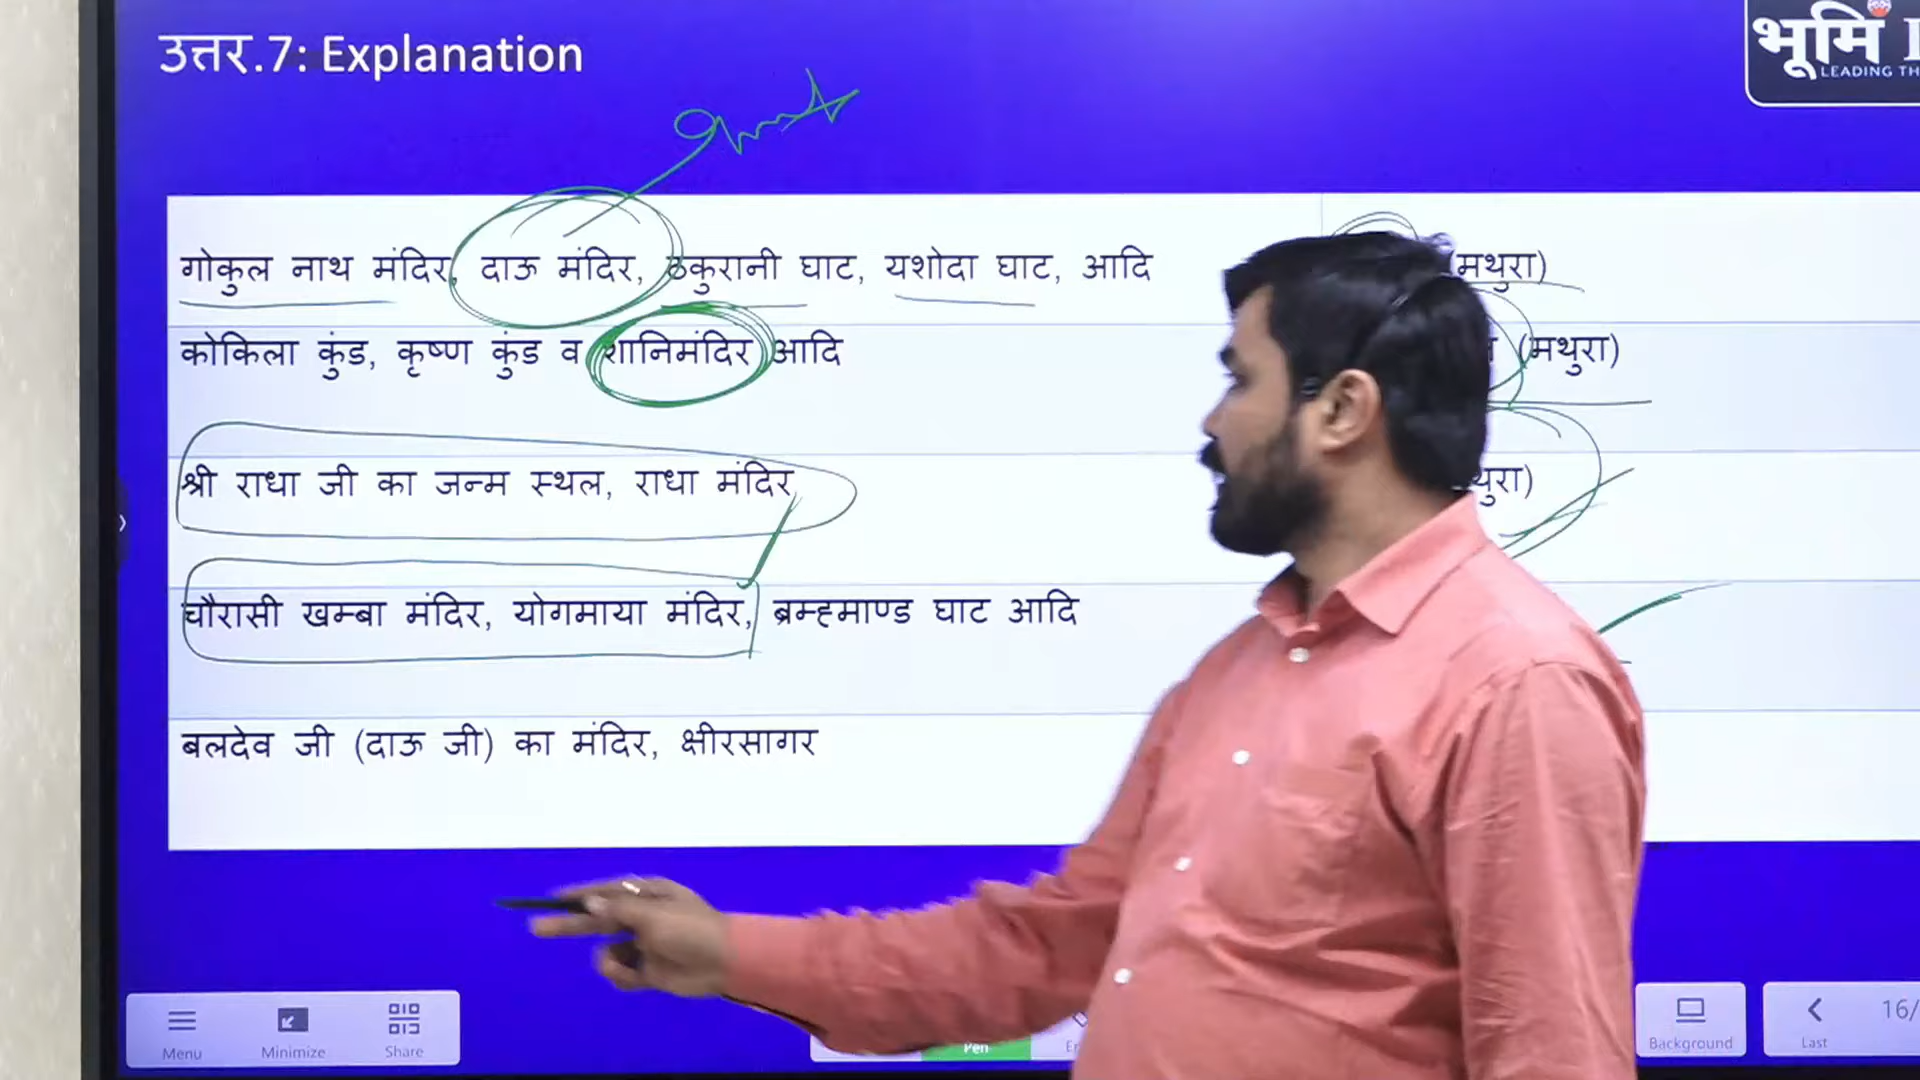 उत्तर.7: Explanation
भूमि
LEADING TH
गोकुल नाथ मंदिर, दाऊ मंदिर, ठकुरानी घाट, यशोदा घाट, आदि (मथुरा)
कोकिला कुंड, कृष्ण कुंड व शानिमंदिर आदि (मथुरा)
श्री राधा जी का जन्म स्थल, राधा मंदिर
चौरासी खम्बा मंदिर, योगमाया मंदिर, ब्रम्हमाण्ड घाट आदि
बलदेव जी (दाऊ जी) का मंदिर, क्षीरसागर
Menu Minimize Share Pen Background Last 16/